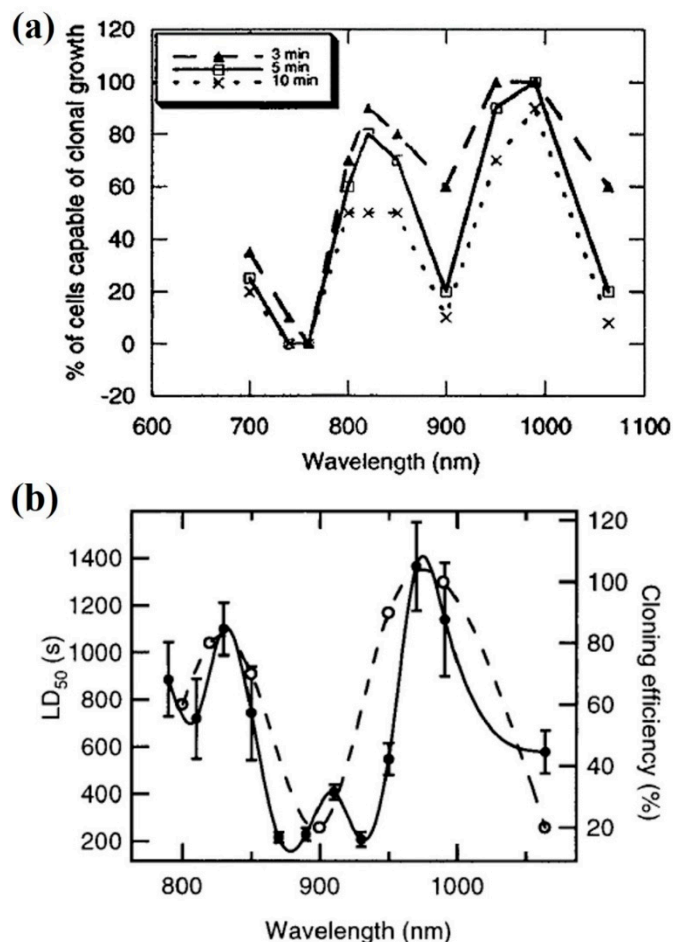 (a)
120
100
80
60
40
20
0
-20
% of cells capable of clonal growth
3 min
5 min
10 min
600 700 800 900 1000 1100
Wavelength (nm)
(b)
1400
1200
1000
800
600
400
200
LD50 (s)
120
100
80
60
40
20
Cloning efficiency (%)
800 900 1000
Wavelength (nm)